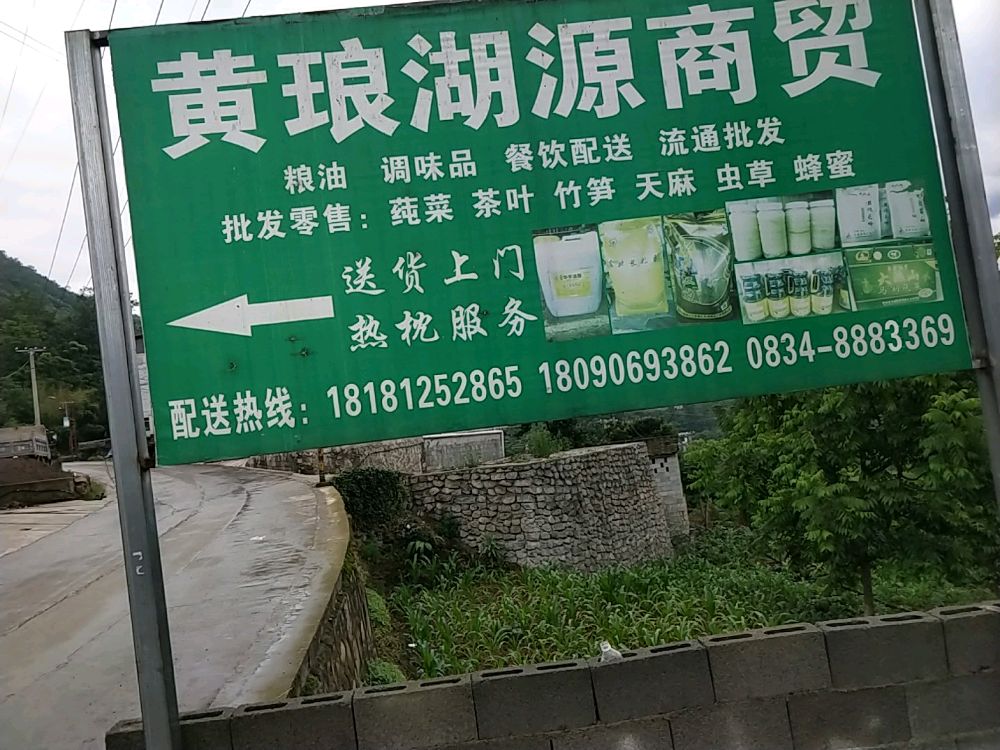 黄琅湖源商贸
粮油 调味品 餐饮配送 流通批发
批发零售：莼菜 茶叶 竹笋 天麻 虫草 蜂蜜
送货上门
热枕服务
配送热线：18181252865 18090693862 0834-8883369